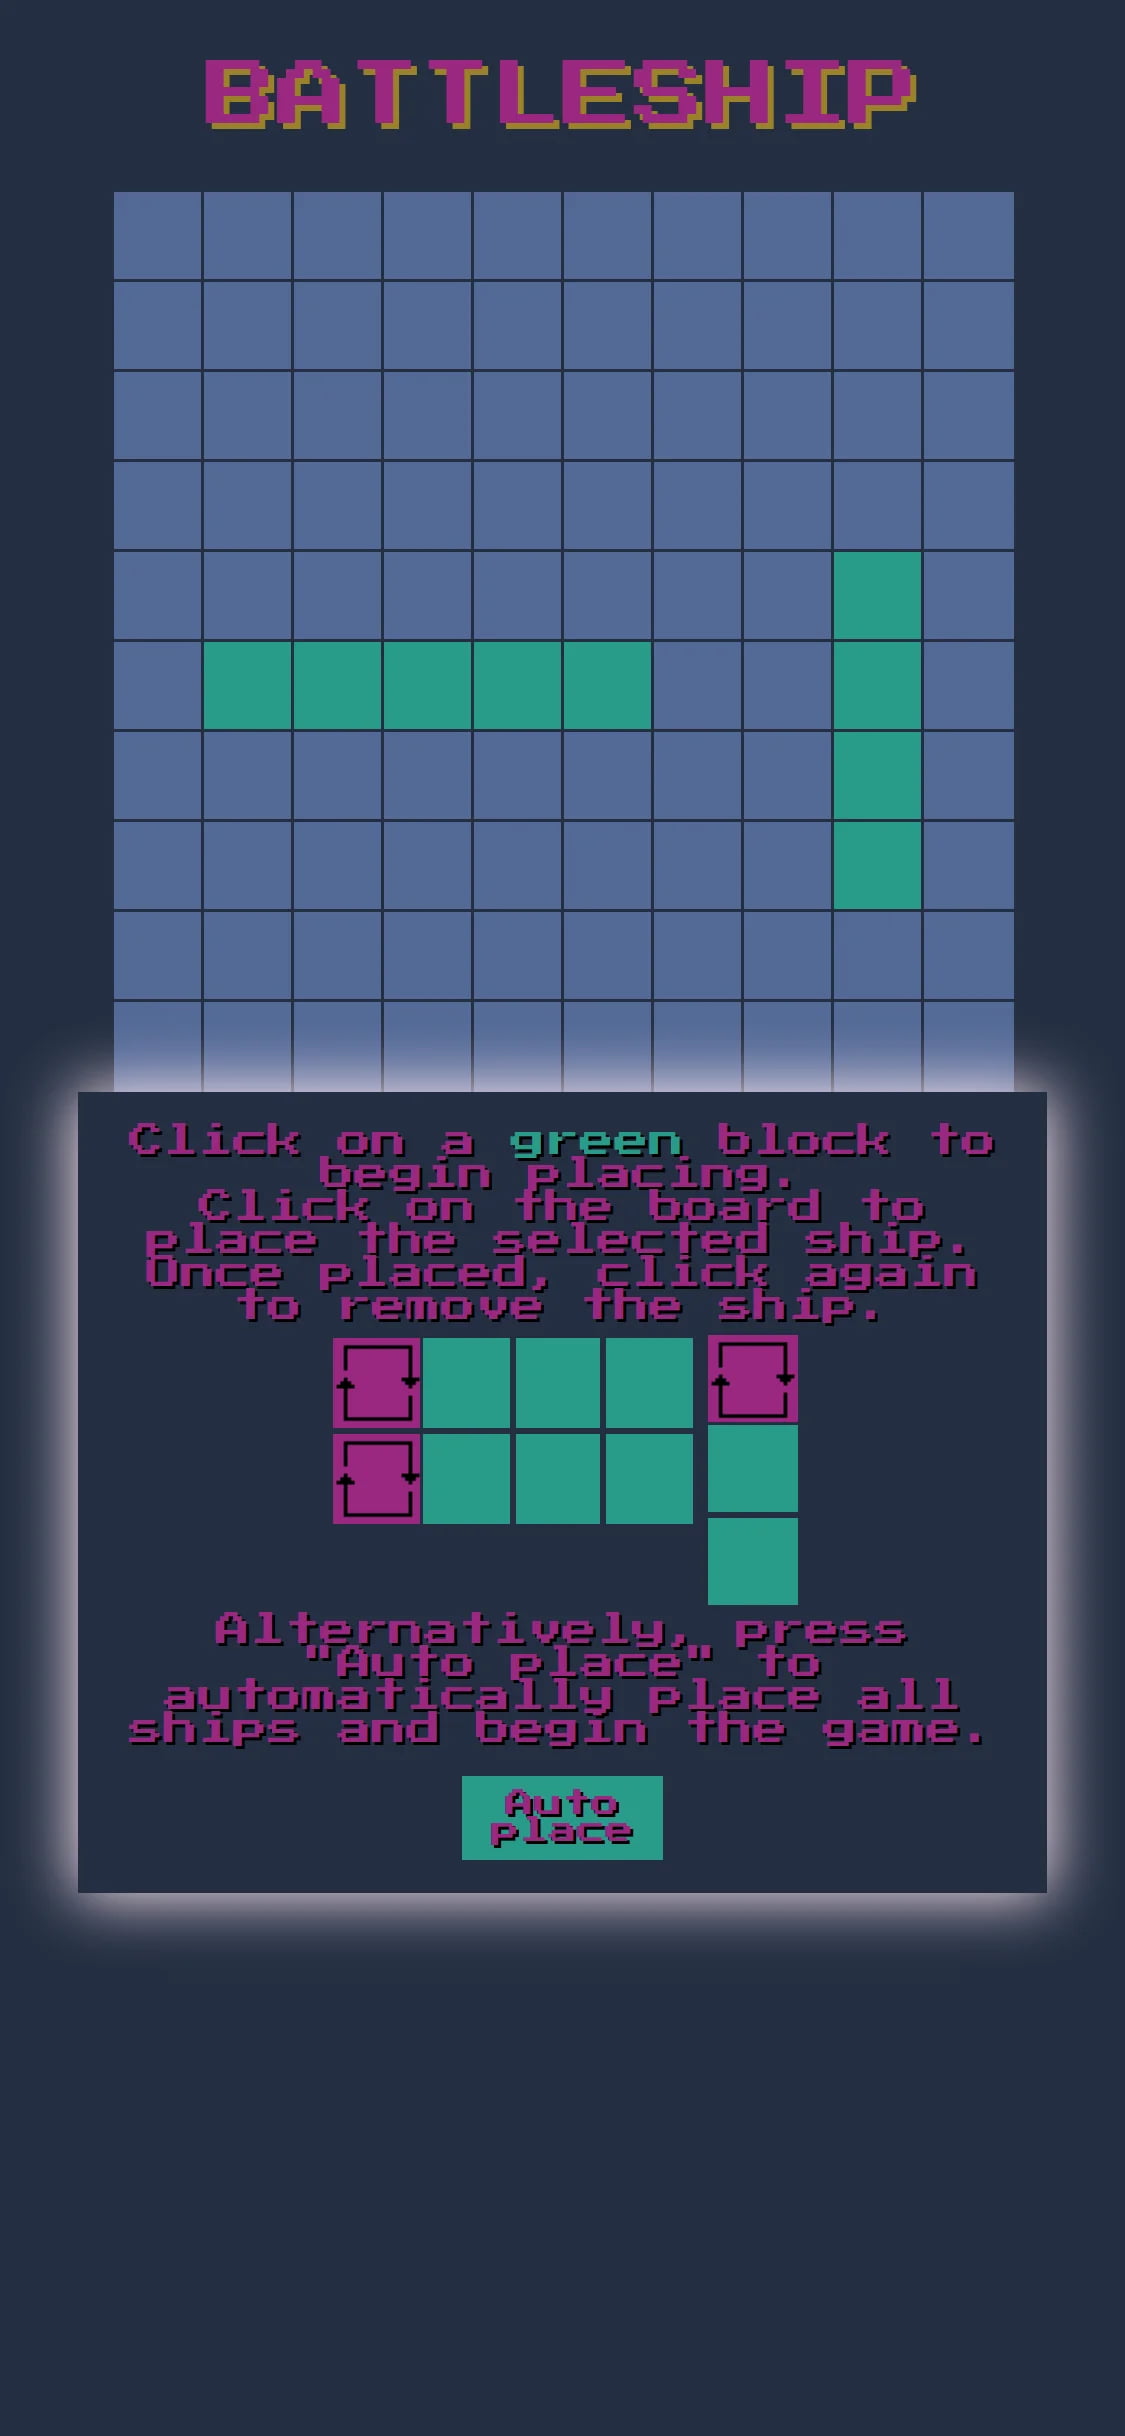 BATTLESHIP
Click on a green block to
begin placing.
Click on the board to
place the selected ship.
Once placed, click again
to remove the ship.
Alternatively, press
"Auto place" to
automatically place all
ships and begin the game.
Auto
place